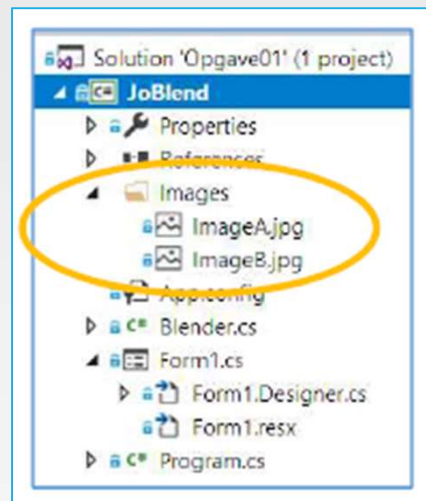 Solution 'Opgave01' (1 project)
C# JoBlend
Properties
References
Images
ImageA.jpg
ImageB.jpg
App.config
C# Blender.cs
Form1.cs
Form1.Designer.cs
Form1.resx
C# Program.cs